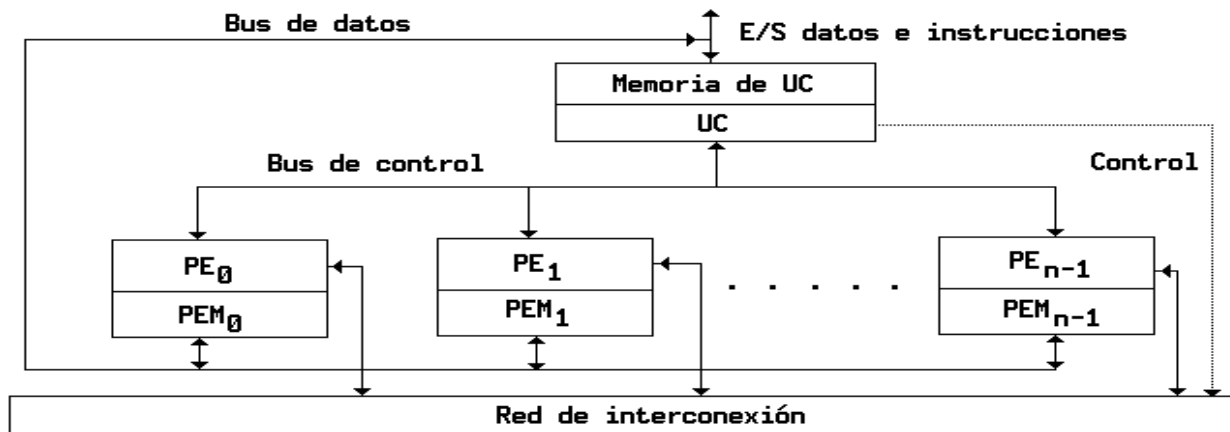 Bus de datos
E/S datos e instrucciones
Memoria de UC
UC
Bus de control
Control
PE0
PE1
PEn-1
. . . . .
PEM0
PEM1
PEMn-1
Red de interconexión